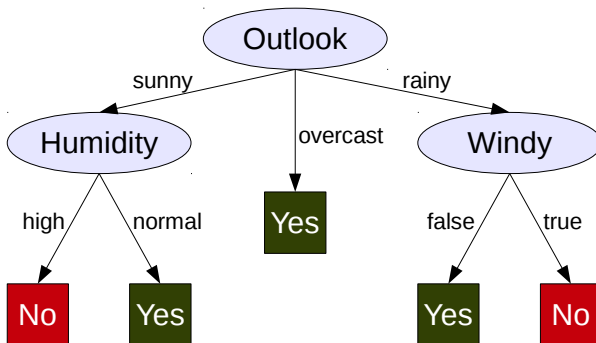 Outlook
sunny
rainy
Humidity
overcast
Windy
high
normal
Yes
false
true
No
Yes
Yes
No